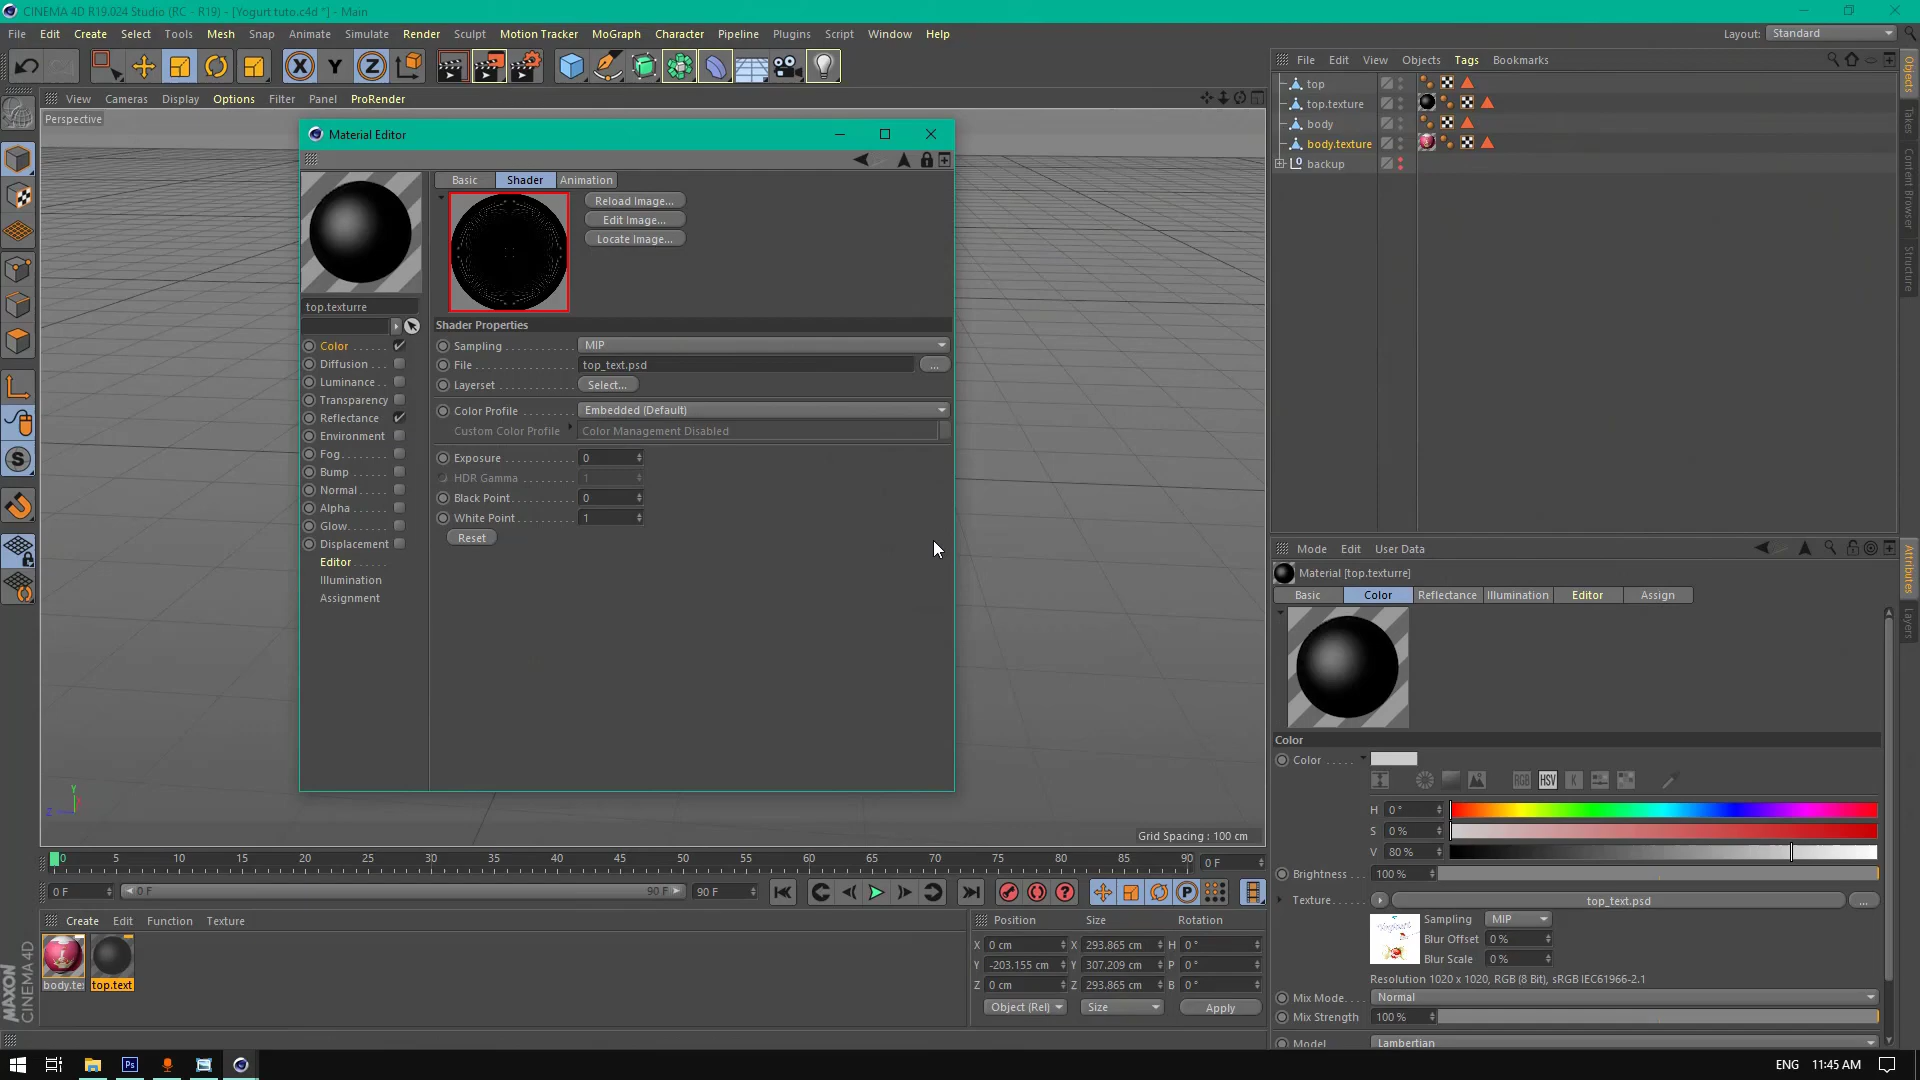 CINEMA 4D R19.024 Studio (RC - R19) - [Yogurt tuto.c4d *] - Main
File Edit Create Select Tools Mesh Snap Animate Simulate Render Sculpt Motion Tracker MoGraph Character Pipeline Plugins Script Window Help
Layout: Standard
View Cameras Display Options Filter Panel ProRender
Perspective
File Edit View Objects Tags Bookmarks
top
top.texture
body
body.texture
backup
Objects
Takes
Content Browser
Structure
Material Editor
Basic Shader Animation
Reload Image...
Edit Image...
Locate Image...
top.texturre
Color
Diffusion
Luminance
Transparency
Reflectance
Environment
Fog
Bump
Normal
Alpha
Glow
Displacement
Editor
Illumination
Assignment
Shader Properties
Sampling MIP
File top_text.psd ...
Layerset Select...
Color Profile Embedded (Default)
Custom Color Profile Color Management Disabled
Exposure 0
HDR Gamma 1
Black Point 0
White Point 1
Reset
Y
Z
Grid Spacing : 100 cm
Mode Edit User Data
Material [top.texturre]
Basic Color Reflectance Illumination Editor Assign
Attributes
Layers
Color
Color
RGB HSV K
H 0 °
S 0 %
V 80 %
Brightness 100 %
Texture top_text.psd ...
Sampling MIP
Blur Offset 0 %
Blur Scale 0 %
Resolution 1020 x 1020, RGB (8 Bit), sRGB IEC61966-2.1
Mix Mode Normal
Mix Strength 100 %
Model Lambertian
0 5 10 15 20 25 30 35 40 45 50 55 60 65 70 75 80 85 90 0 F
0 F 0 F 90 F 90 F
Create Edit Function Texture
body.te top.text
Position Size Rotation
X 0 cm X 293.865 cm H 0 °
Y -203.155 cm Y 307.209 cm P 0 °
Z 0 cm Z 293.865 cm B 0 °
Object (Rel) Size Apply
MAXON
CINEMA 4D
Ps
ENG 11:45 AM